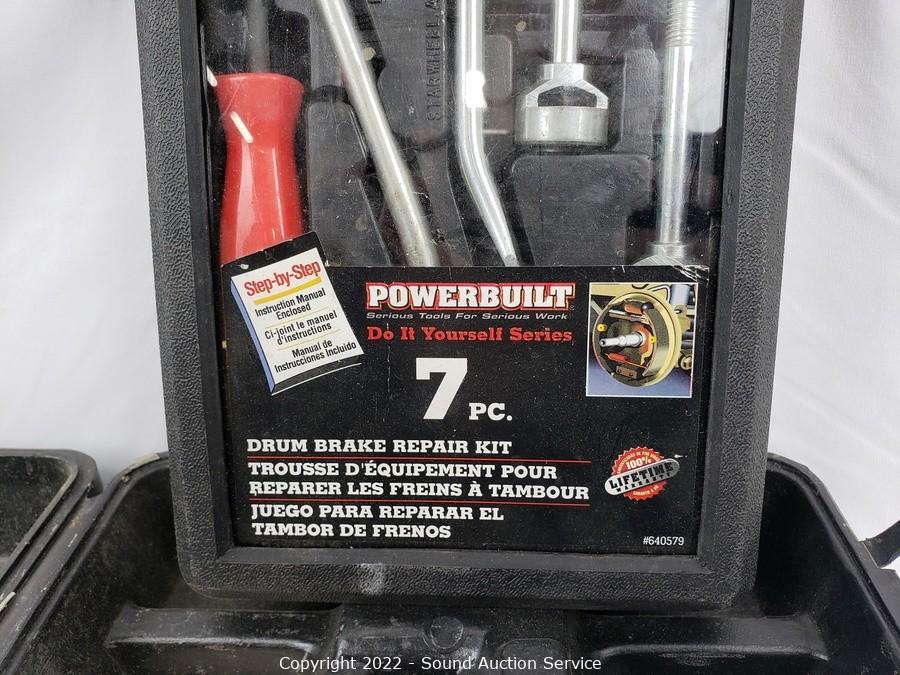 STARWHEEL A
Step-by-Step
Instruction Manual
Enclosed
Ci-joint le manuel
d'instructions
Manual de
Instrucciones Incluido
POWERBUILT
Serious Tools For Serious Work
Do It Yourself Series
7 PC.
DRUM BRAKE REPAIR KIT
TROUSSE D'ÉQUIPEMENT POUR
REPARER LES FREINS À TAMBOUR
JUEGO PARA REPARAR EL
TAMBOR DE FRENOS
100%
LIFETIME
WARRANTY
#640579
Copyright 2022 - Sound Auction Service